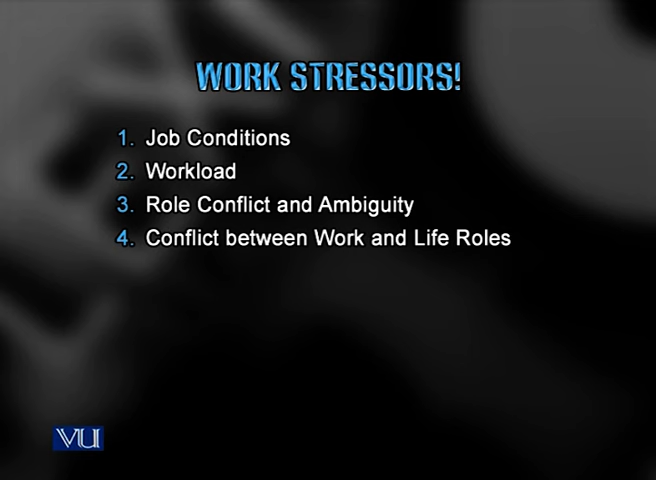 WORK STRESSORS!
1. Job Conditions
2. Workload
3. Role Conflict and Ambiguity
4. Conflict between Work and Life Roles
VU